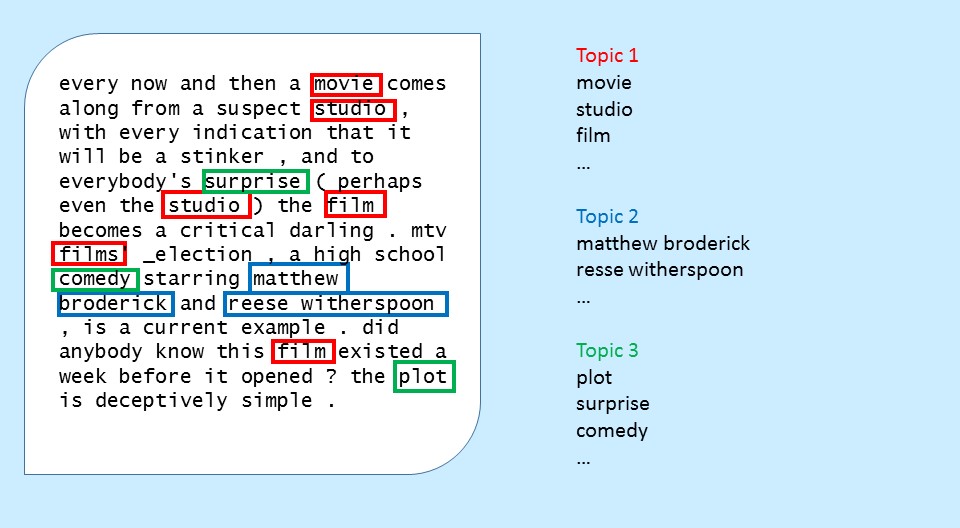 every now and then a movie comes
along from a suspect studio ,
with every indication that it
will be a stinker , and to
everybody's surprise ( perhaps
even the studio ) the film
becomes a critical darling . mtv
films' _election , a high school
comedy starring matthew
broderick and reese witherspoon
, is a current example . did
anybody know this film existed a
week before it opened ? the plot
is deceptively simple .
Topic 1
movie
studio
film
...
Topic 2
matthew broderick
resse witherspoon
...
Topic 3
plot
surprise
comedy
...